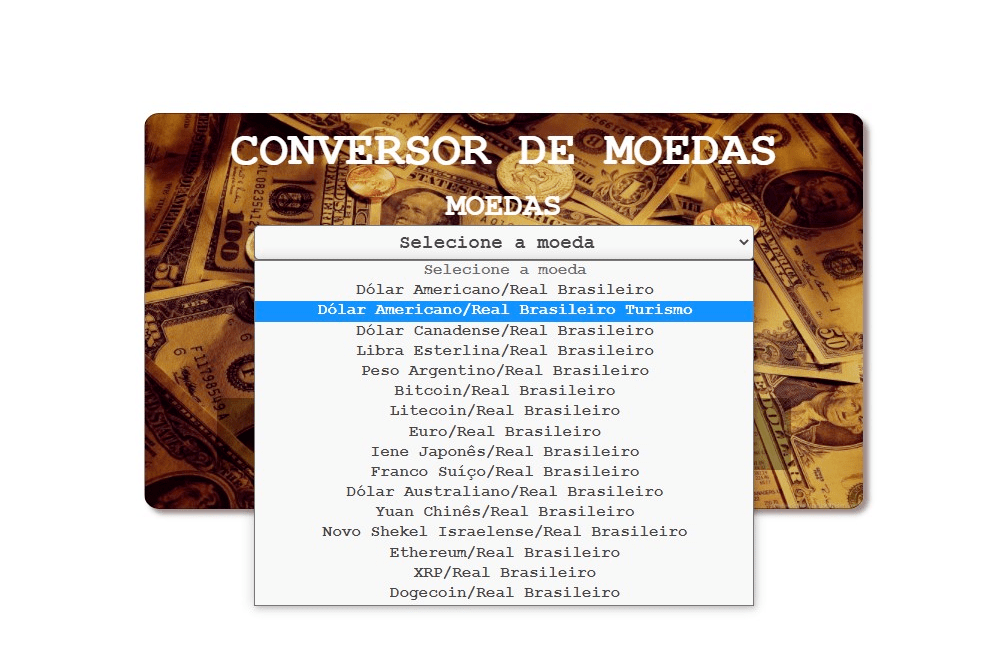 CONVERSOR DE MOEDAS
MOEDAS
Selecione a moeda
Selecione a moeda
Dólar Americano/Real Brasileiro
Dólar Americano/Real Brasileiro Turismo
Dólar Canadense/Real Brasileiro
Libra Esterlina/Real Brasileiro
Peso Argentino/Real Brasileiro
Bitcoin/Real Brasileiro
Litecoin/Real Brasileiro
Euro/Real Brasileiro
Iene Japonês/Real Brasileiro
Franco Suíço/Real Brasileiro
Dólar Australiano/Real Brasileiro
Yuan Chinês/Real Brasileiro
Novo Shekel Israelense/Real Brasileiro
Ethereum/Real Brasileiro
XRP/Real Brasileiro
Dogecoin/Real Brasileiro